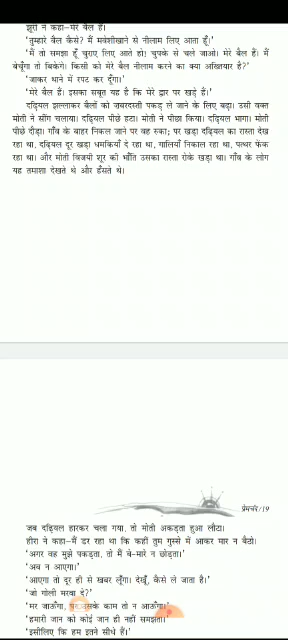 झूरी ने कहा—मेरे बैल हैं।
'तुम्हारे बैल कैसे? मैं मवेशीखाने से नीलाम लिए आता हूँ।'
'मैं तो समझा हूँ चुराए लिए आते हो! चुपके से चले जाओ। मेरे बैल हैं। मैं
बेचूँगा तो बिकेंगे। किसी को मेरे बैल नीलाम करने का क्या अख्तियार है?'
'जाकर थाने में रपट कर दूँगा।'
'मेरे बैल हैं। इसका सबूत यह है कि मेरे द्वार पर खड़े हैं।'
दढ़ियल झल्लाकर बैलों को जबरदस्ती पकड़ ले जाने के लिए बढ़ा। उसी वक्त
मोती ने सींग चलाया। दढ़ियल पीछे हटा। मोती ने पीछा किया। दढ़ियल भागा। मोती
पीछे दौड़ा। गाँव के बाहर निकल जाने पर वह रुका; पर खड़ा दढ़ियल का रास्ता देख
रहा था, दढ़ियल दूर खड़ा धमकियाँ दे रहा था, गालियाँ निकाल रहा था, पत्थर फेंक
रहा था। और मोती विजयी शूर की भाँति उसका रास्ता रोके खड़ा था। गाँव के लोग
यह तमाशा देखते थे और हँसते थे।
प्रेमचंद/19
जब दढ़ियल हारकर चला गया, तो मोती अकड़ता हुआ लौटा।
हीरा ने कहा—मैं डर रहा था कि कहीं तुम गुस्से में आकर मार न बैठो।
'अगर वह मुझे पकड़ता, तो मैं बे-मारे न छोड़ता।'
'अब न आएगा।'
'आएगा तो दूर ही से खबर लूँगा। देखूँ, कैसे ले जाता है।'
'जो गोली मरवा दे?'
'मर जाऊँगा, पर उसके काम तो न आऊँगा।'
'हमारी जान को कोई जान ही नहीं समझता।'
'इसीलिए कि हम इतने सीधे हैं।'